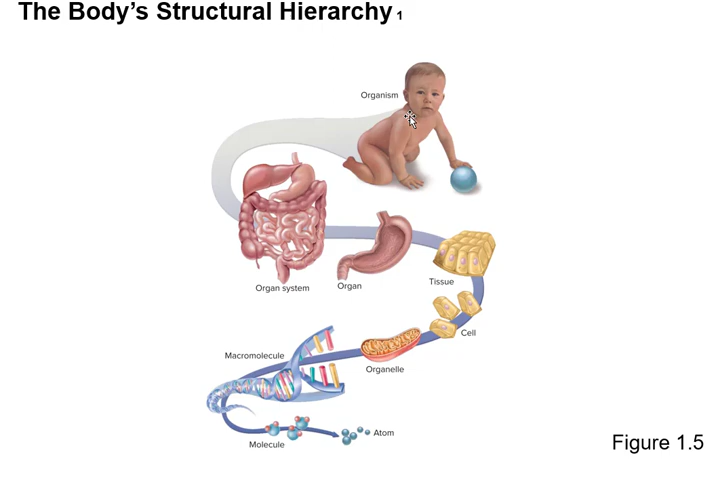 The Body's Structural Hierarchy 1
Organism
Organ system
Organ
Tissue
Cell
Organelle
Macromolecule
Molecule
Atom
Figure 1.5